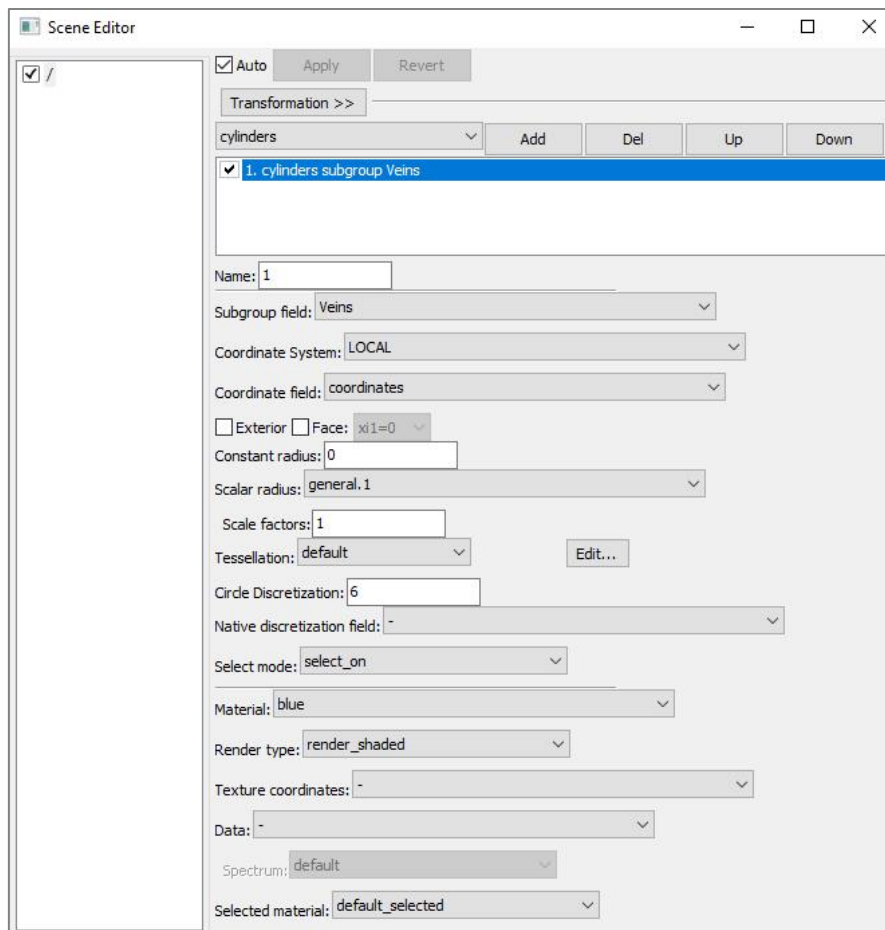 Scene Editor
/
Auto Apply Revert
Transformation >>
cylinders Add Del Up Down
1. cylinders subgroup Veins
Name: 1
Subgroup field: Veins
Coordinate System: LOCAL
Coordinate field: coordinates
Exterior Face: xi1=0
Constant radius: 0
Scalar radius: general.1
Scale factors: 1
Tessellation: default Edit...
Circle Discretization: 6
Native discretization field: -
Select mode: select_on
Material: blue
Render type: render_shaded
Texture coordinates: -
Data: -
Spectrum: default
Selected material: default_selected